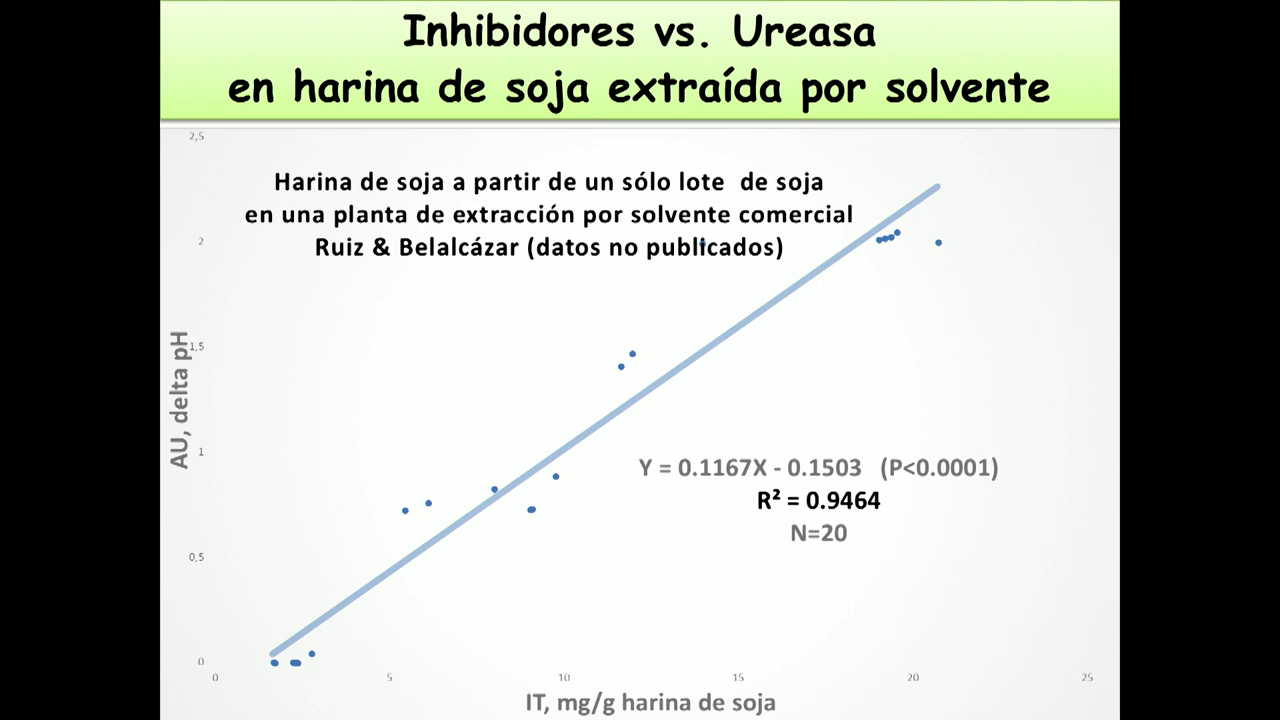 Inhibidores vs. Ureasa
en harina de soja extraída por solvente
2,5
Harina de soja a partir de un sólo lote de soja
en una planta de extracción por solvente comercial
Ruiz & Belalcázar (datos no publicados)
2
1,5
AU, delta pH
1
Y = 0.1167X - 0.1503 (P<0.0001)
R² = 0.9464
N=20
0,5
0
0 5 10 15 20 25
IT, mg/g harina de soja